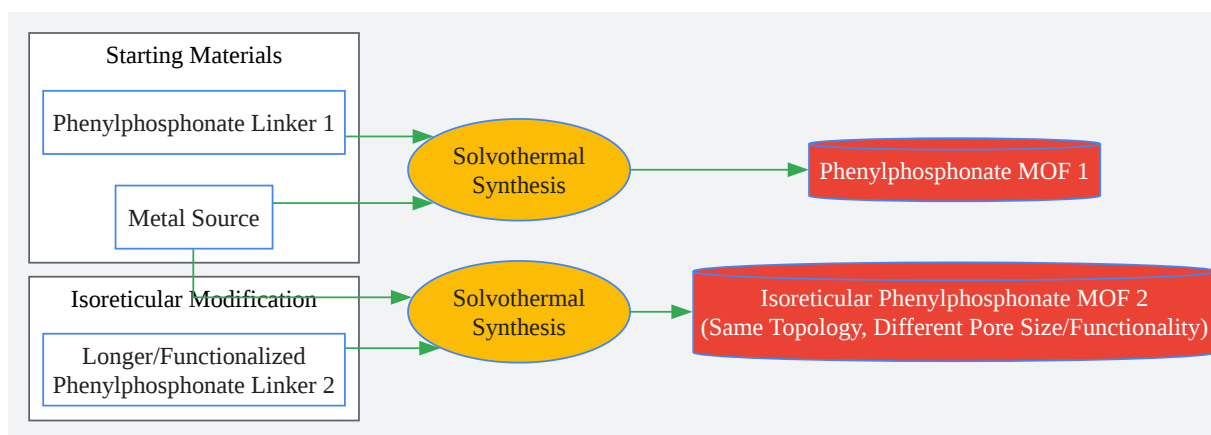 Starting Materials
Phenylphosphonate Linker 1
Metal Source
Solvothermal
Synthesis
Phenylphosphonate MOF 1
Isoreticular Modification
Longer/Functionalized
Phenylphosphonate Linker 2
Solvothermal
Synthesis
Isoreticular Phenylphosphonate MOF 2
(Same Topology, Different Pore Size/Functionality)